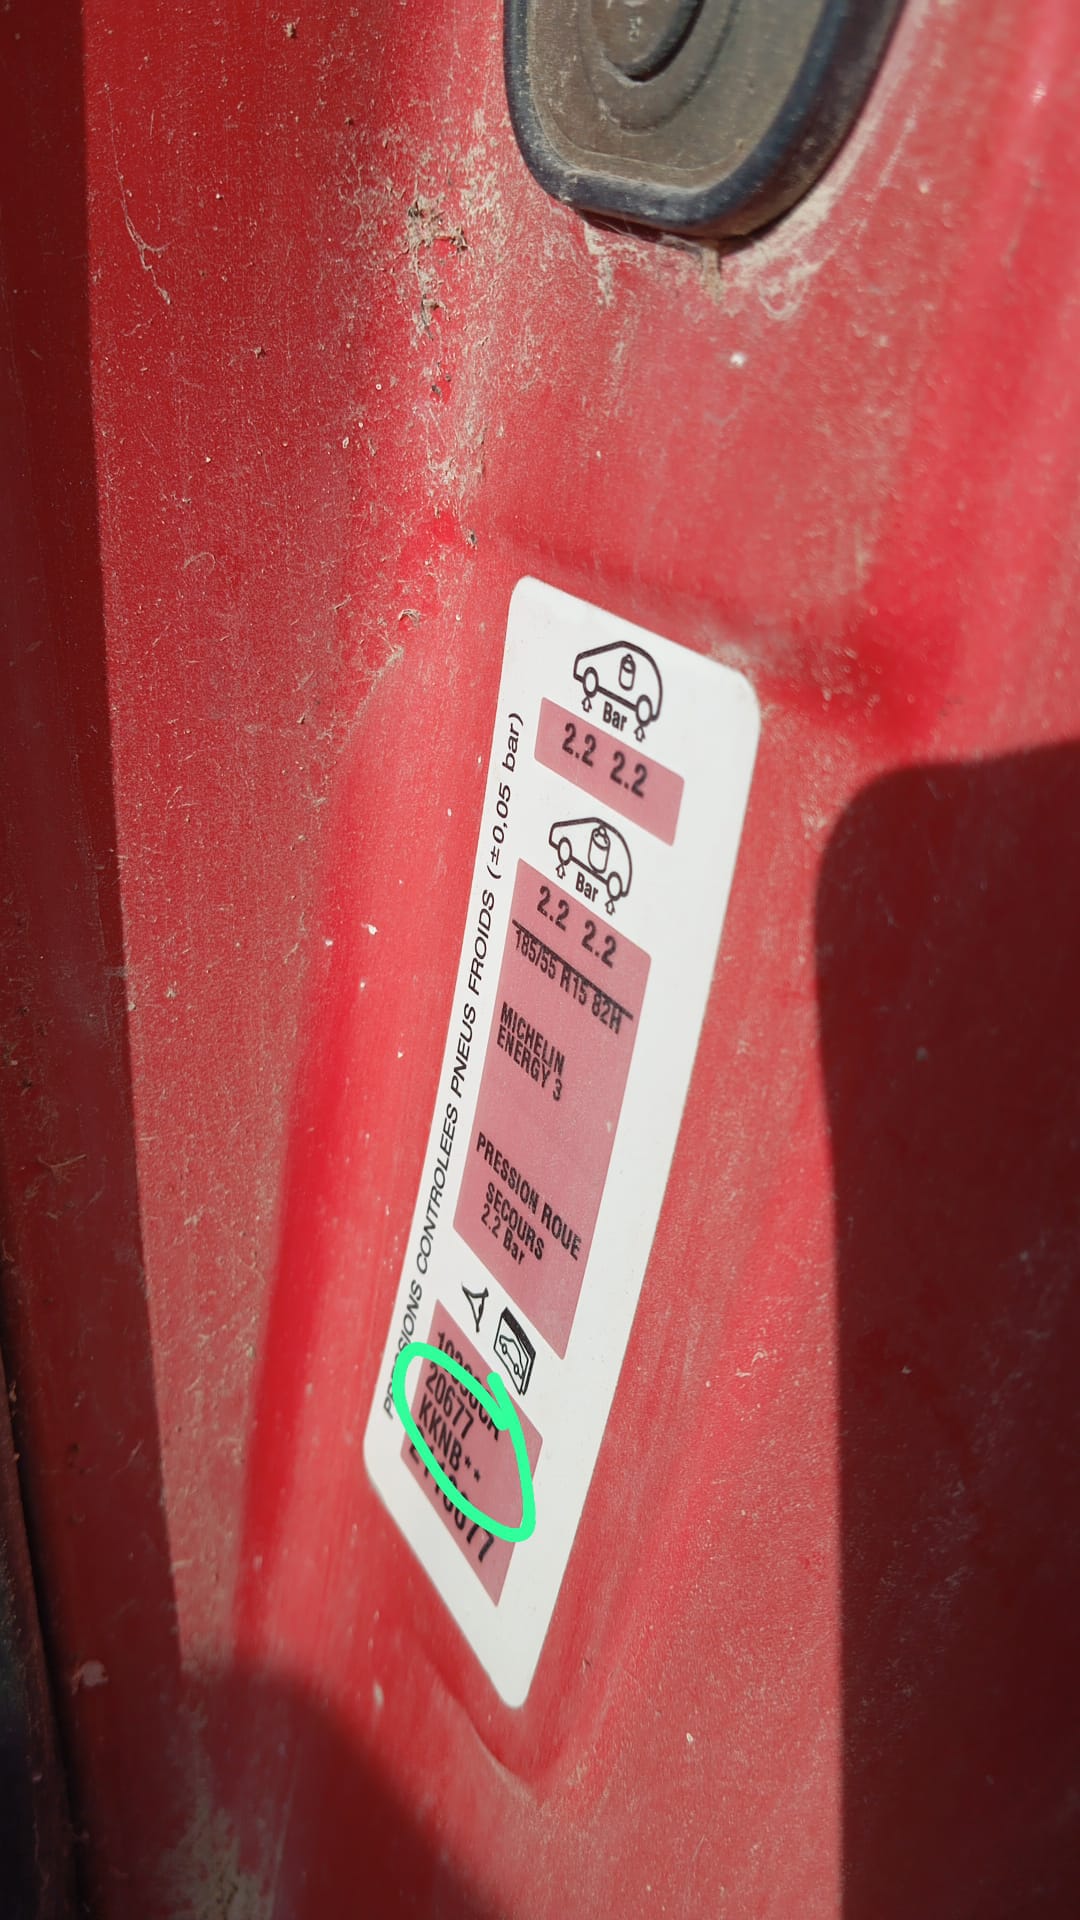 Bar
2.2 2.2
Bar
2.2 2.2
185/55 R15 82H
MICHELIN
ENERGY 3
PRESSION ROUE
SECOURS
2.2 Bar
PRESSIONS CONTROLEES PNEUS FROIDS (±0,05 bar)
20677
KKNB**